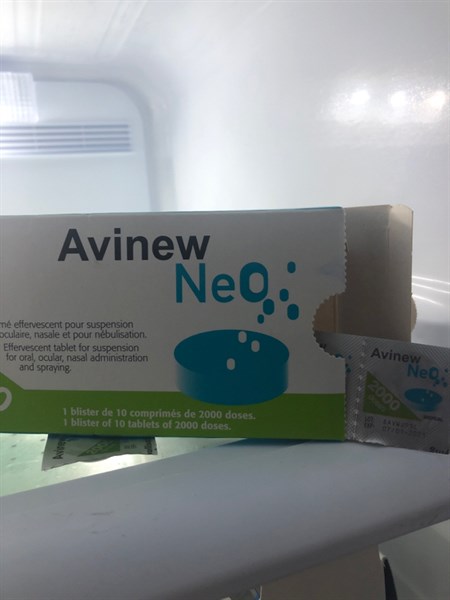 Avinew
NeO
mé effervescent pour suspension
oculaire, nasale et pour nébulisation.
Effervescent tablet for suspension
for oral, ocular, nasal administration
and spraying.
1 blister de 10 comprimés de 2000 doses.
1 blister of 10 tablets of 2000 doses.
Avinew
NeO
2000
Avinew